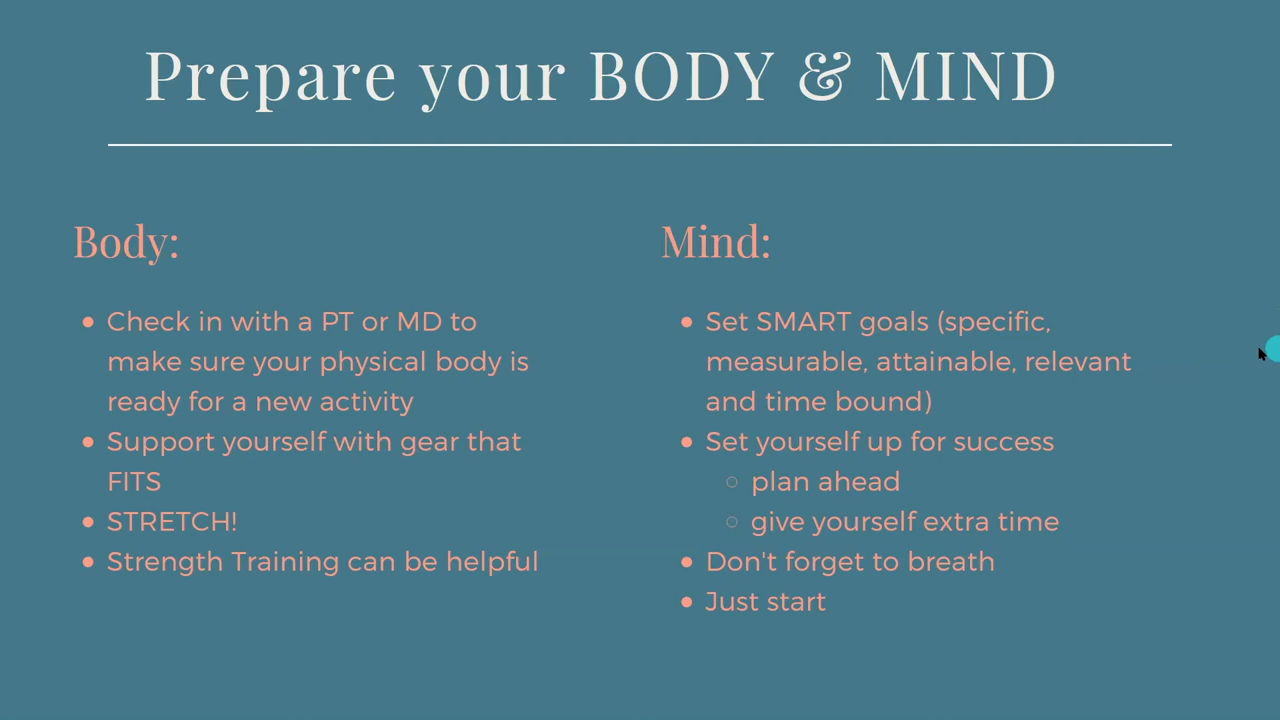 Prepare your BODY & MIND
Body:
Check in with a PT or MD to
make sure your physical body is
ready for a new activity
Support yourself with gear that
FITS
STRETCH!
Strength Training can be helpful
Mind:
Set SMART goals (specific,
measurable, attainable, relevant
and time bound)
Set yourself up for success
plan ahead
give yourself extra time
Don't forget to breath
Just start